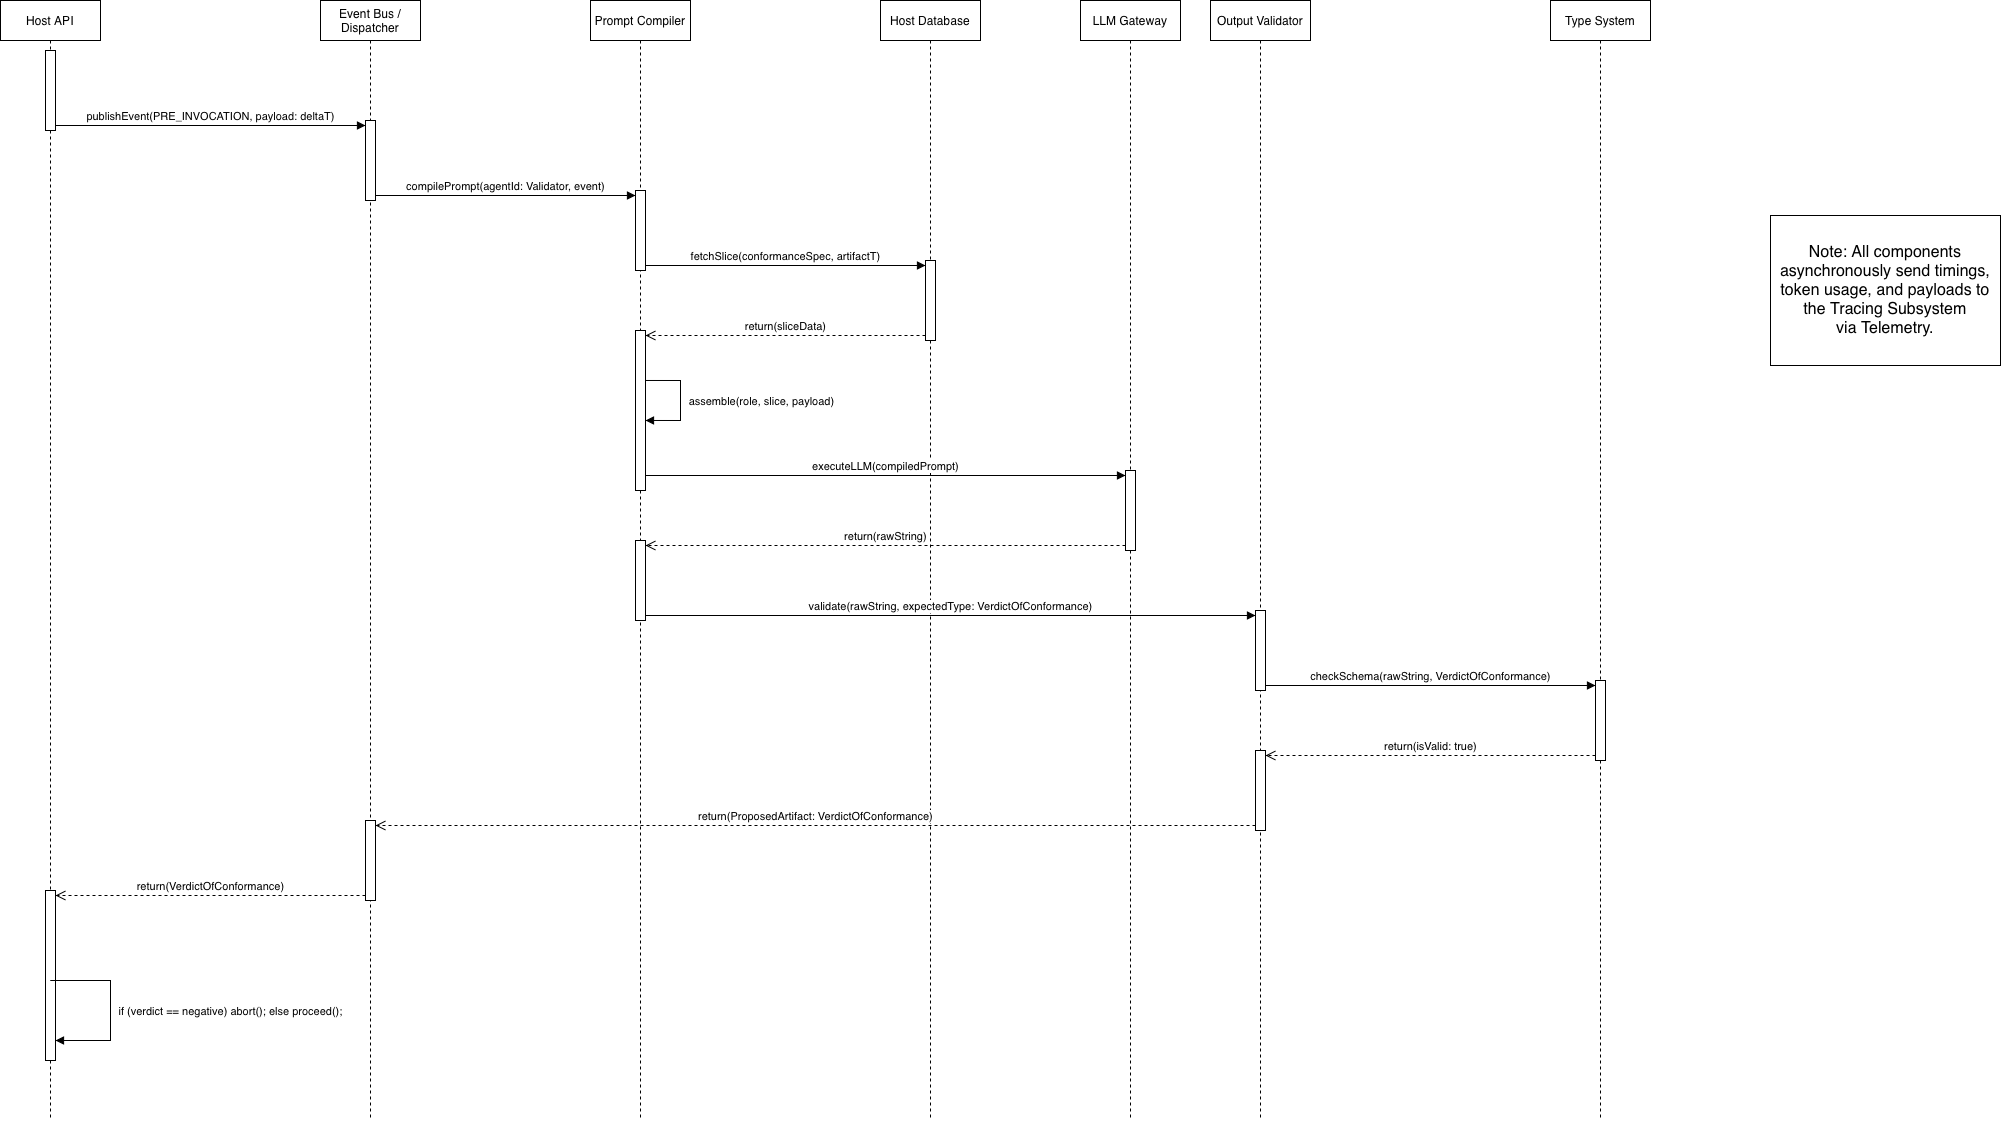 Host API
Event Bus /
Dispatcher
Prompt Compiler
Host Database
LLM Gateway
Output Validator
Type System
publishEvent(PRE_INVOCATION, payload: deltaT)
compilePrompt(agentId: Validator, event)
fetchSlice(conformanceSpec, artifactT)
Note: All components
asynchronously send timings,
token usage, and payloads to
the Tracing Subsystem
via Telemetry.
return(sliceData)
assemble(role, slice, payload)
executeLLM(compiledPrompt)
return(rawString)
validate(rawString, expectedType: VerdictOfConformance)
checkSchema(rawString, VerdictOfConformance)
return(isValid: true)
return(ProposedArtifact: VerdictOfConformance)
return(VerdictOfConformance)
if (verdict == negative) abort(); else proceed();